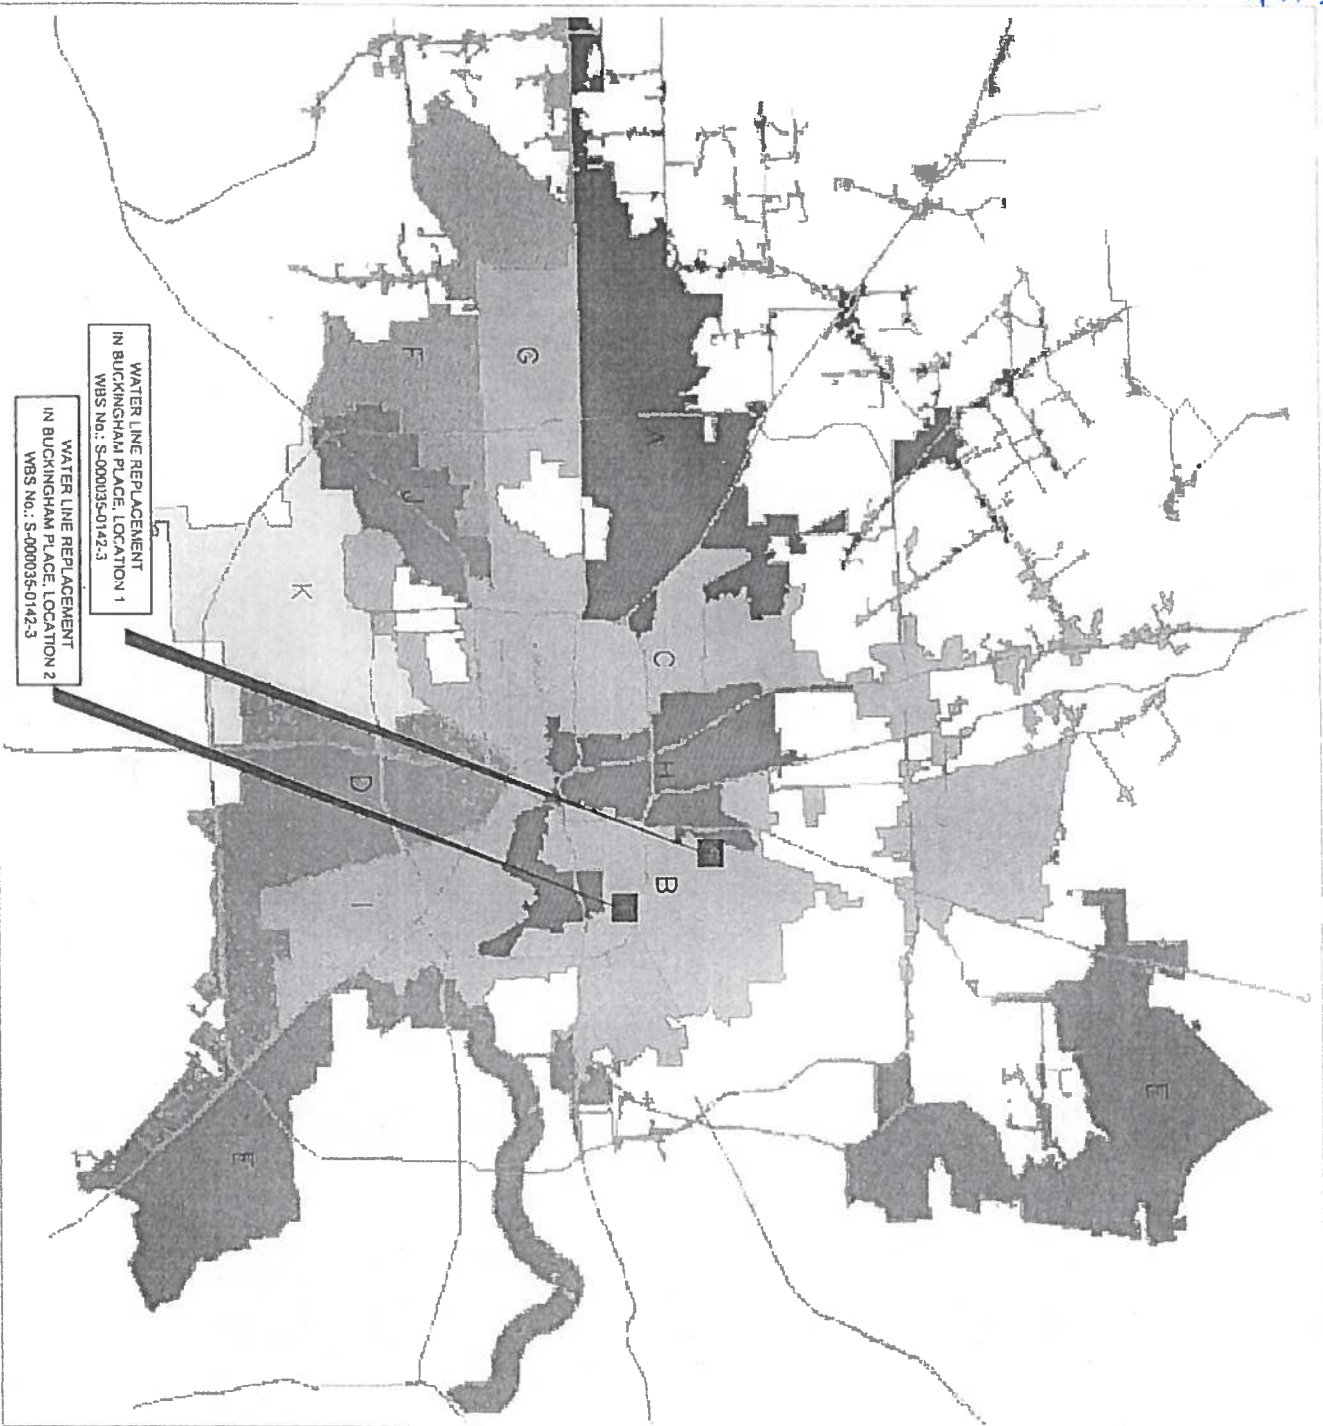 E
A
C
H
B
G
F
J
D
I
K
E
WATER LINE REPLACEMENT
IN BUCKINGHAM PLACE, LOCATION 1
WBS No.: S-000035-0142-3
WATER LINE REPLACEMENT
IN BUCKINGHAM PLACE, LOCATION 2
WBS No.: S-000035-0142-3